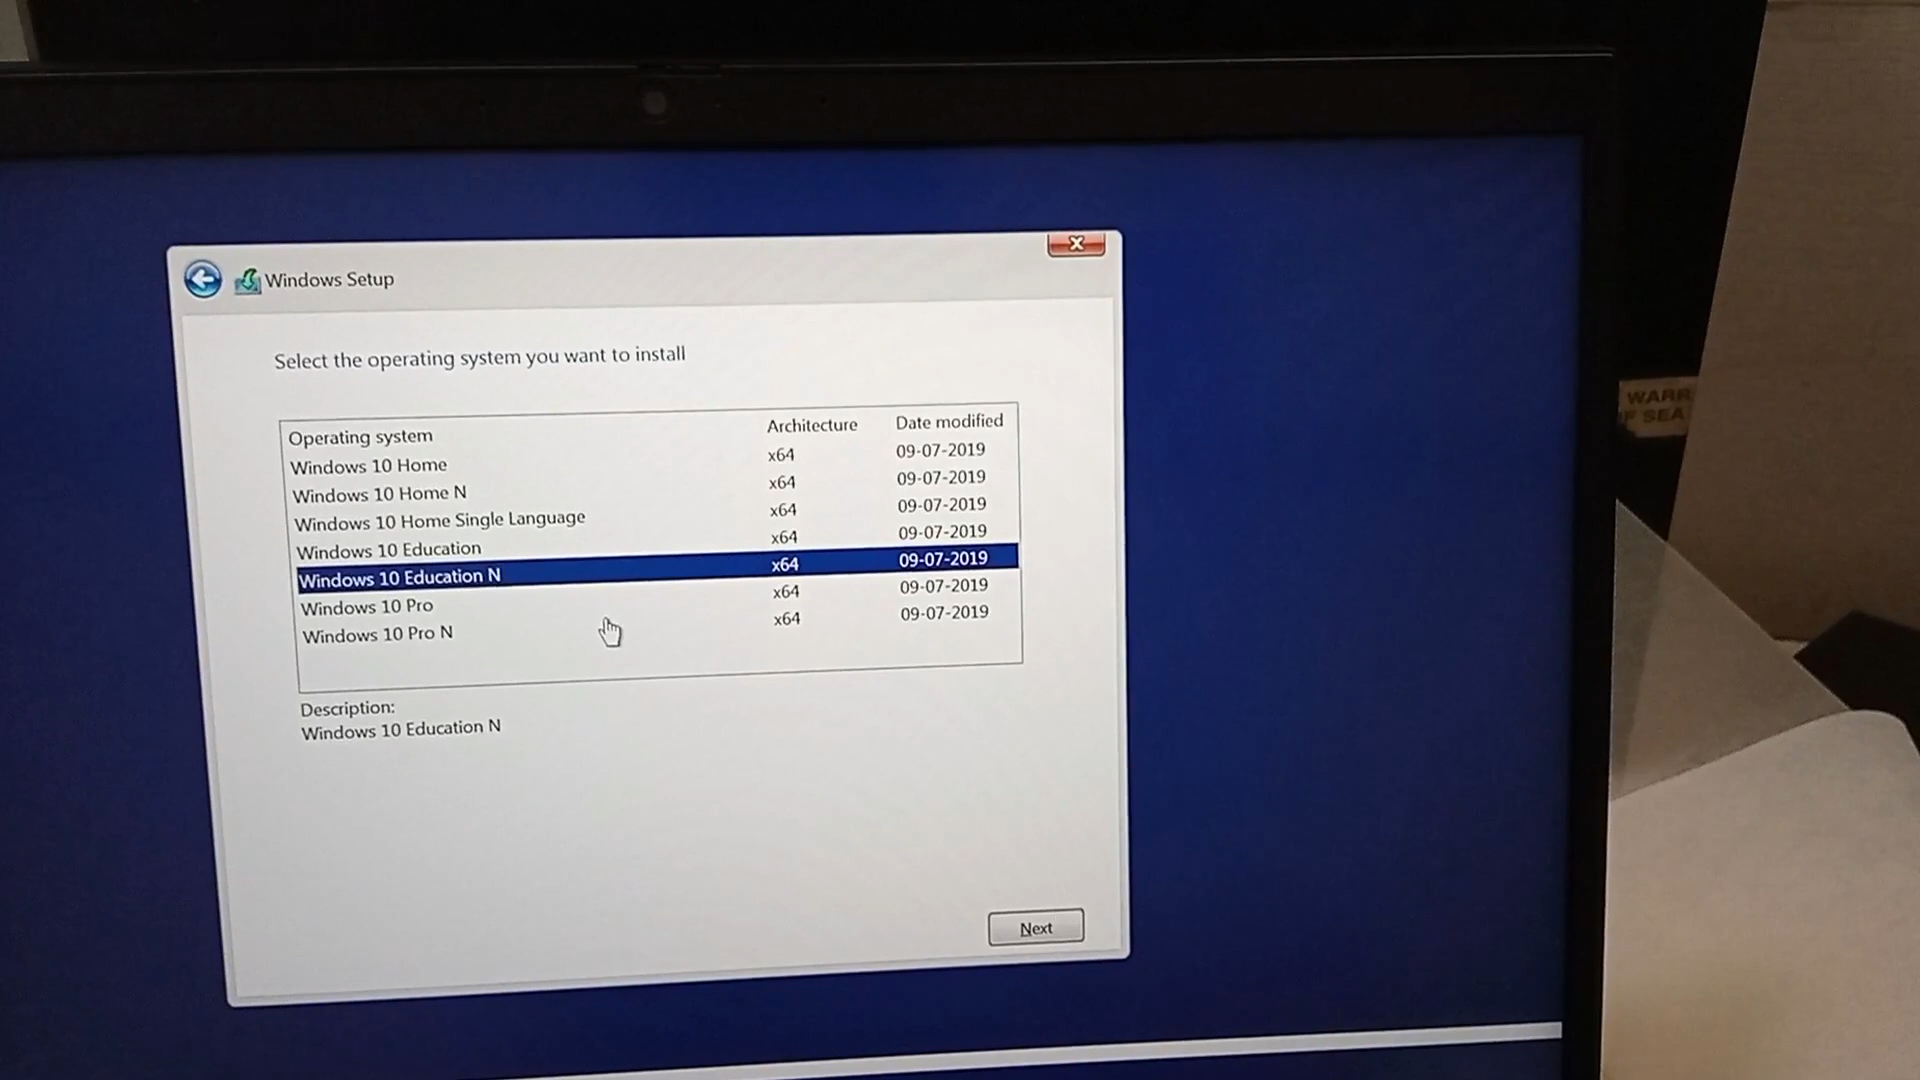 Windows Setup
Select the operating system you want to install
Operating system Architecture Date modified
Windows 10 Home x64 09-07-2019
Windows 10 Home N x64 09-07-2019
Windows 10 Home Single Language x64 09-07-2019
Windows 10 Education x64 09-07-2019
Windows 10 Education N x64 09-07-2019
Windows 10 Pro x64 09-07-2019
Windows 10 Pro N x64 09-07-2019
Description:
Windows 10 Education N
Next
WARR
SEA